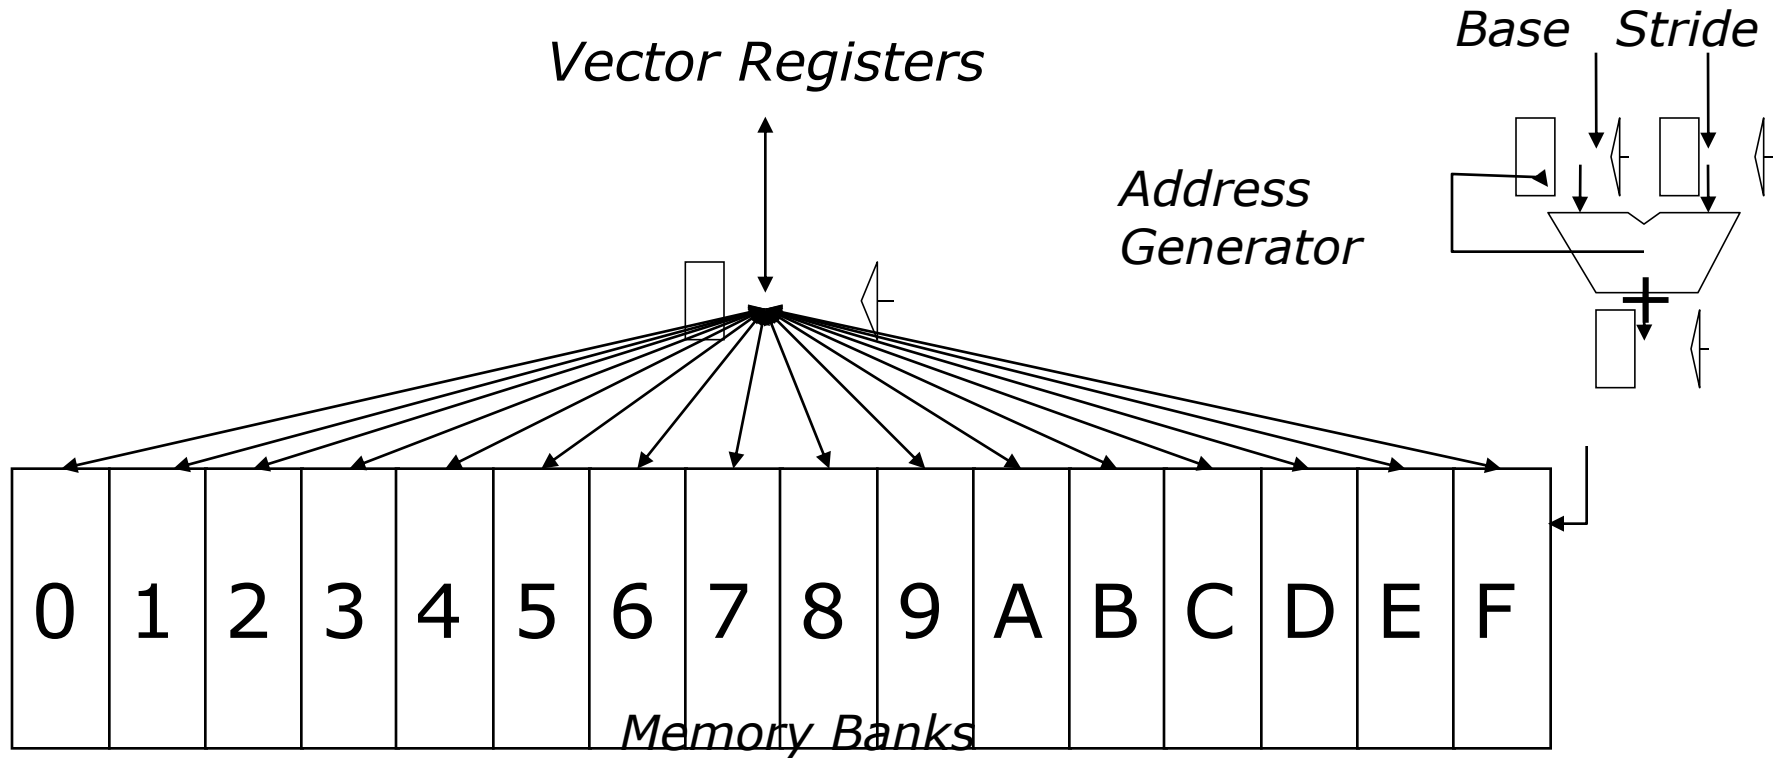 Base Stride
Vector Registers
Address
Generator
+
0 1 2 3 4 5 6 7 8 9 A B C D E F
Memory Banks